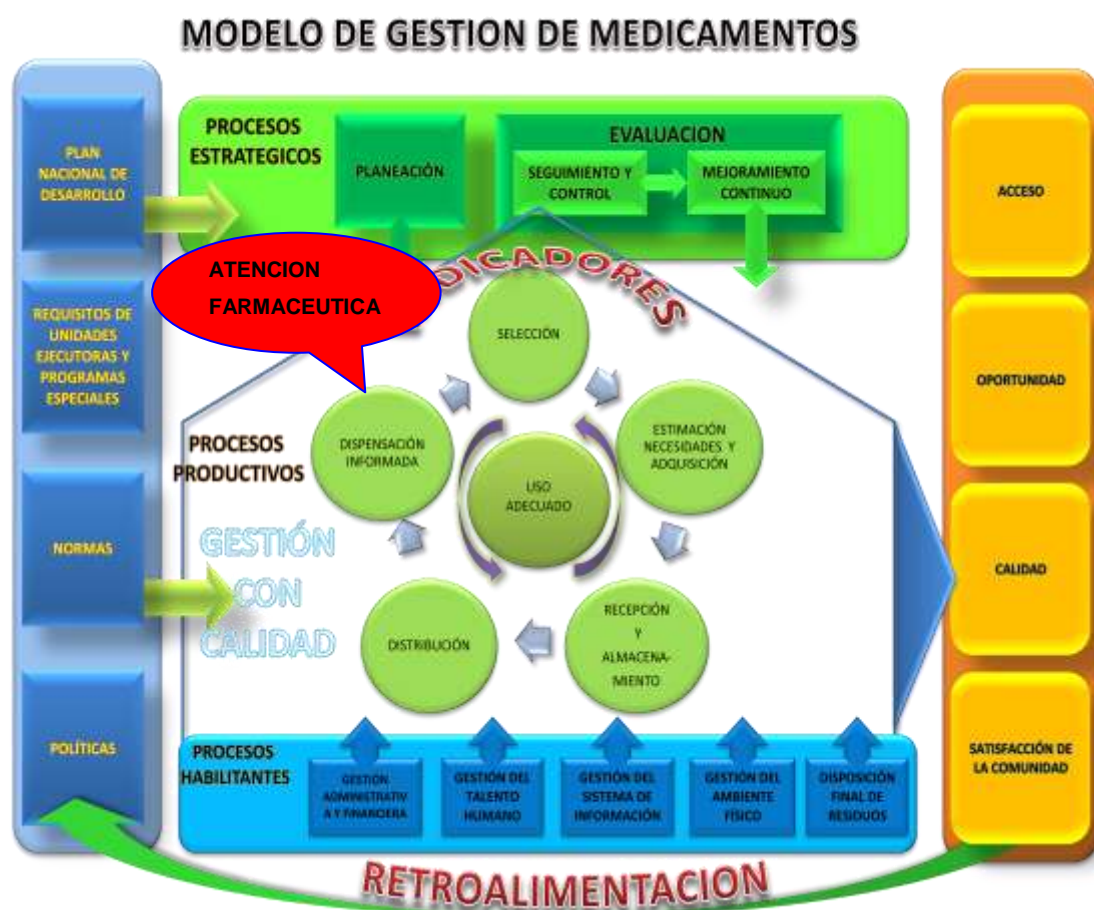 MODELO DE GESTION DE MEDICAMENTOS
PLAN
NACIONAL DE
DESARROLLO
REQUISITOS DE
UNIDADES
EJECUTORAS Y
PROGRAMAS
ESPECIALES
NORMAS
POLÍTICAS
PROCESOS
ESTRATEGICOS
PLANEACIÓN
EVALUACION
SEGUIMIENTO Y
CONTROL
MEJORAMIENTO
CONTINUO
ATENCION
FARMACEUTICA
DICADORES
SELECCIÓN
ESTIMACIÓN
NECESIDADES Y
ADQUISICIÓN
RECEPCIÓN
Y
ALMACENA-
MIENTO
DISTRIBUCIÓN
DISPENSACIÓN
INFORMADA
USO
ADECUADO
PROCESOS
PRODUCTIVOS
GESTIÓN
CON
CALIDAD
PROCESOS
HABILITANTES
GESTIÓN
ADMINISTRATIV
A Y FINANCIERA
GESTIÓN DEL
TALENTO
HUMANO
GESTIÓN DEL
SISTEMA DE
INFORMACIÓN
GESTIÓN DEL
AMBIENTE
FÍSICO
DISPOSICIÓN
FINAL DE
RESIDUOS
ACCESO
OPORTUNIDAD
CALIDAD
SATISFACCIÓN DE
LA COMUNIDAD
RETROALIMENTACION